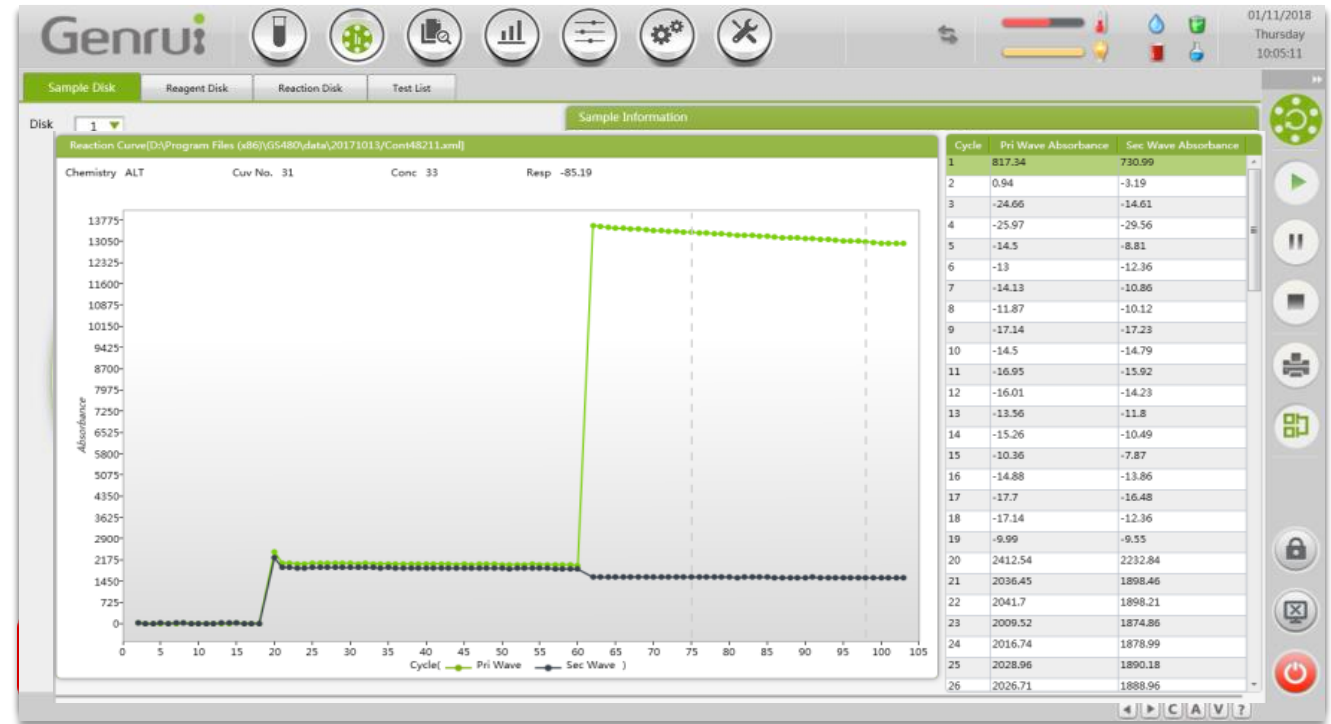 Genrui
01/11/2018
Thursday
10:05:11
Sample Disk Reagent Disk Reaction Disk Test List
Disk 1
Sample Information
Reaction Curve(D:\Program Files (x86)\GS480\data\20171013/Cont48211.xml)
Chemistry ALT Cuv No. 31 Conc 33 Resp -85.19
13775
13050
12325
11600
10875
10150
9425
8700
7975
7250
6525
5800
5075
4350
3625
2900
2175
1450
725
0
Absorbance
0 5 10 15 20 25 30 35 40 45 50 55 60 65 70 75 80 85 90 95 100 105
Cycle( Pri Wave Sec Wave )
Cycle Pri Wave Absorbance Sec Wave Absorbance
1 817.34 730.99
2 0.94 -3.19
3 -24.66 -14.61
4 -25.97 -29.56
5 -14.5 -8.81
6 -13 -12.36
7 -14.13 -10.86
8 -11.87 -10.12
9 -17.14 -17.23
10 -14.5 -14.79
11 -16.95 -15.92
12 -16.01 -14.23
13 -13.56 -11.8
14 -15.26 -10.49
15 -10.36 -7.87
16 -14.88 -13.86
17 -17.7 -16.48
18 -17.14 -12.36
19 -9.99 -9.55
20 2412.54 2232.84
21 2036.45 1898.46
22 2041.7 1898.21
23 2009.52 1874.86
24 2016.74 1878.99
25 2028.96 1890.18
26 2026.71 1888.96
C A V ?